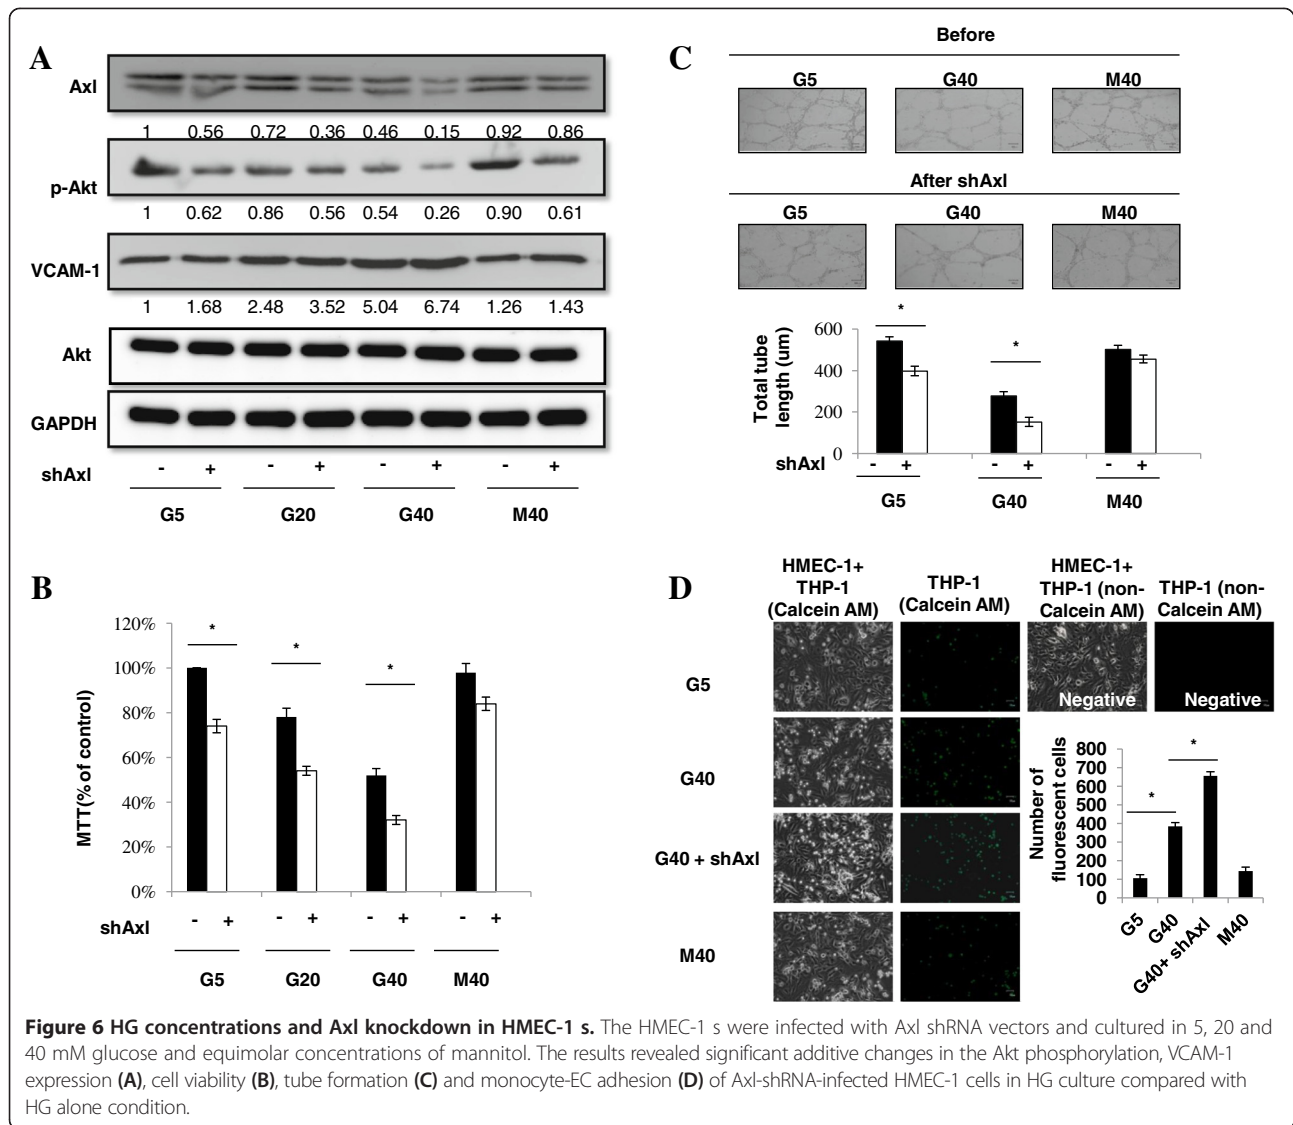 A
Axl
1 0.56 0.72 0.36 0.46 0.15 0.92 0.86
p-Akt
1 0.62 0.86 0.56 0.54 0.26 0.90 0.61
VCAM-1
1 1.68 2.48 3.52 5.04 6.74 1.26 1.43
Akt
GAPDH
shAxl - + - + - + - +
G5 G20 G40 M40
B
120%
100%
80%
60%
40%
20%
0%
MTT(% of control)
* * *
shAxl - + - + - + - +
G5 G20 G40 M40
C
Before
G5 G40 M40
After shAxl
G5 G40 M40
Total tube
length (um)
600
400
200
0
* *
shAxl - + - + - +
G5 G40 M40
D
HMEC-1+
THP-1
(Calcein AM)
THP-1
(Calcein AM)
HMEC-1+
THP-1 (non-
Calcein AM)
THP-1 (non-
Calcein AM)
G5
Negative Negative
G40
G40 + shAxl
M40
Number of
fluorescent cells
800
700
600
500
400
300
200
100
0
* *
G5 G40 G40+ shAxl M40
Figure 6 HG concentrations and Axl knockdown in HMEC-1 s. The HMEC-1 s were infected with Axl shRNA vectors and cultured in 5, 20 and
40 mM glucose and equimolar concentrations of mannitol. The results revealed significant additive changes in the Akt phosphorylation, VCAM-1
expression (A), cell viability (B), tube formation (C) and monocyte-EC adhesion (D) of Axl-shRNA-infected HMEC-1 cells in HG culture compared with
HG alone condition.